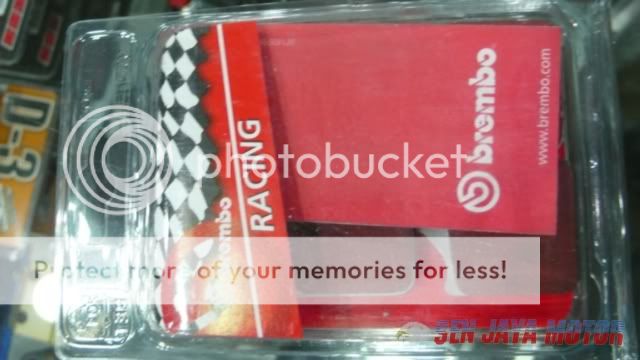 brembo
www.brembo.com
brembo
RACING
D-3
photobucket
Protect more of your memories for less!
SEN JAYA MOTOR